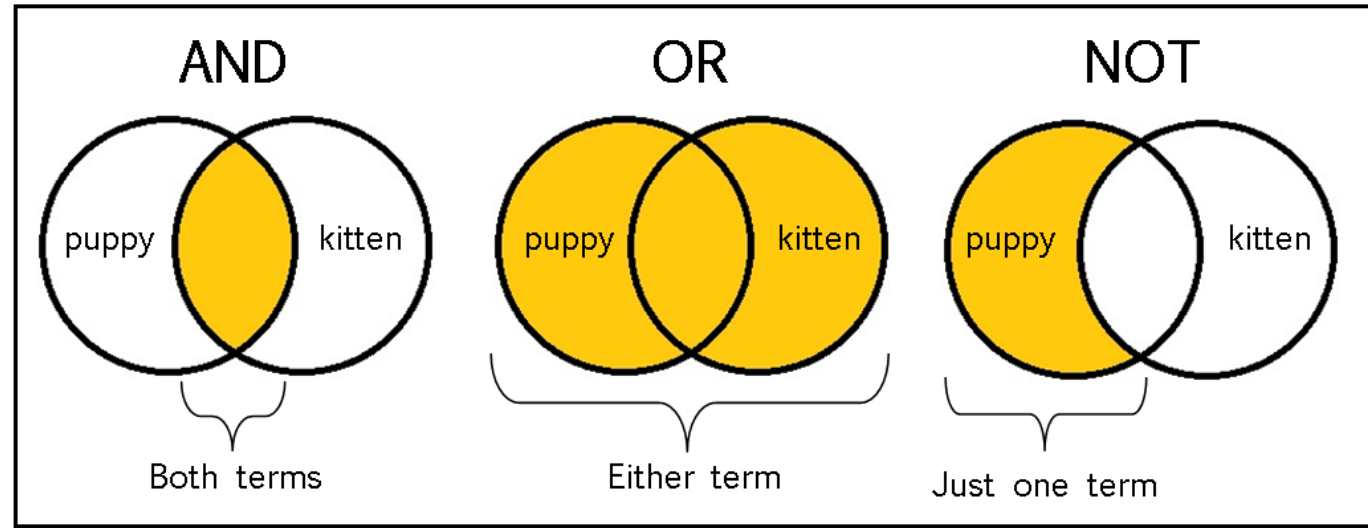 AND
puppy
kitten
Both terms
OR
puppy
kitten
Either term
NOT
puppy
kitten
Just one term